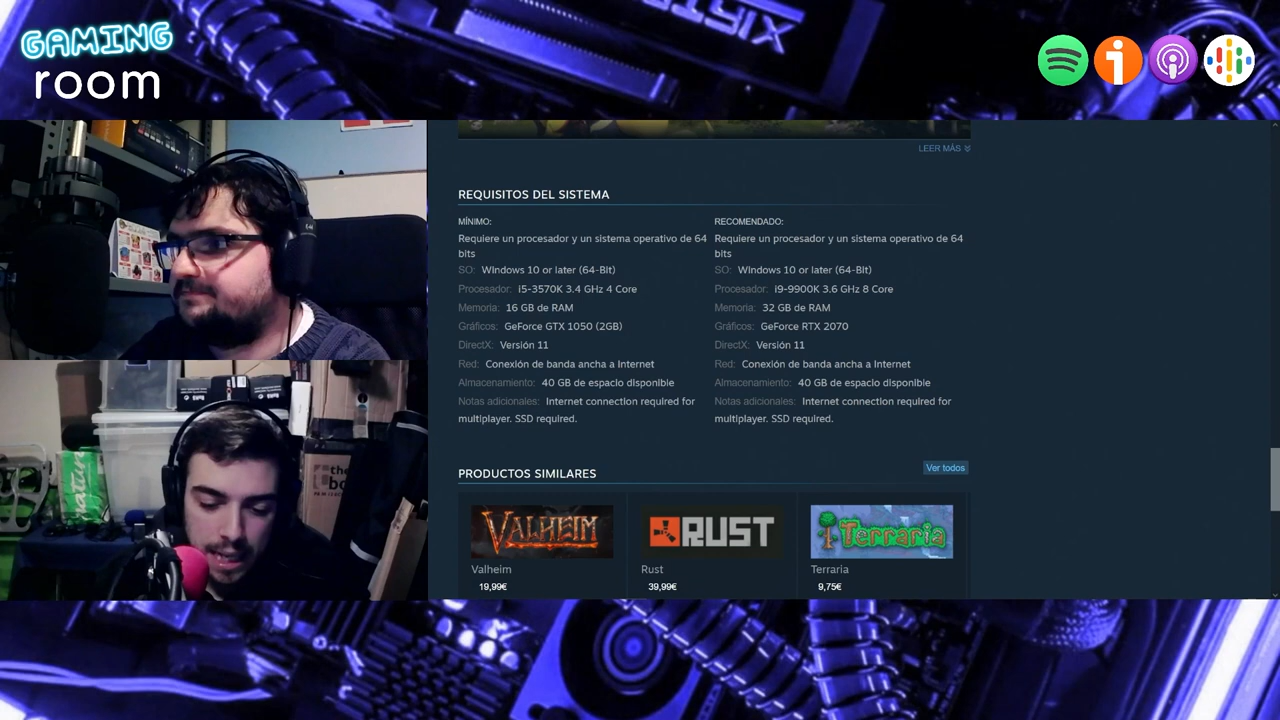 GAMING
room
LEER MÁS
REQUISITOS DEL SISTEMA
MÍNIMO:
Requiere un procesador y un sistema operativo de 64
bits
SO: Windows 10 or later (64-Bit)
Procesador: i5-3570K 3.4 GHz 4 Core
Memoria: 16 GB de RAM
Gráficos: GeForce GTX 1050 (2GB)
DirectX: Versión 11
Red: Conexión de banda ancha a Internet
Almacenamiento: 40 GB de espacio disponible
Notas adicionales: Internet connection required for
multiplayer. SSD required.
RECOMENDADO:
Requiere un procesador y un sistema operativo de 64
bits
SO: Windows 10 or later (64-Bit)
Procesador: i9-9900K 3.6 GHz 8 Core
Memoria: 32 GB de RAM
Gráficos: GeForce RTX 2070
DirectX: Versión 11
Red: Conexión de banda ancha a Internet
Almacenamiento: 40 GB de espacio disponible
Notas adicionales: Internet connection required for
multiplayer. SSD required.
PRODUCTOS SIMILARES
Ver todos
VALHEIM
RUST
Terraria
Valheim
Rust
Terraria
19,99€
39,99€
9,75€